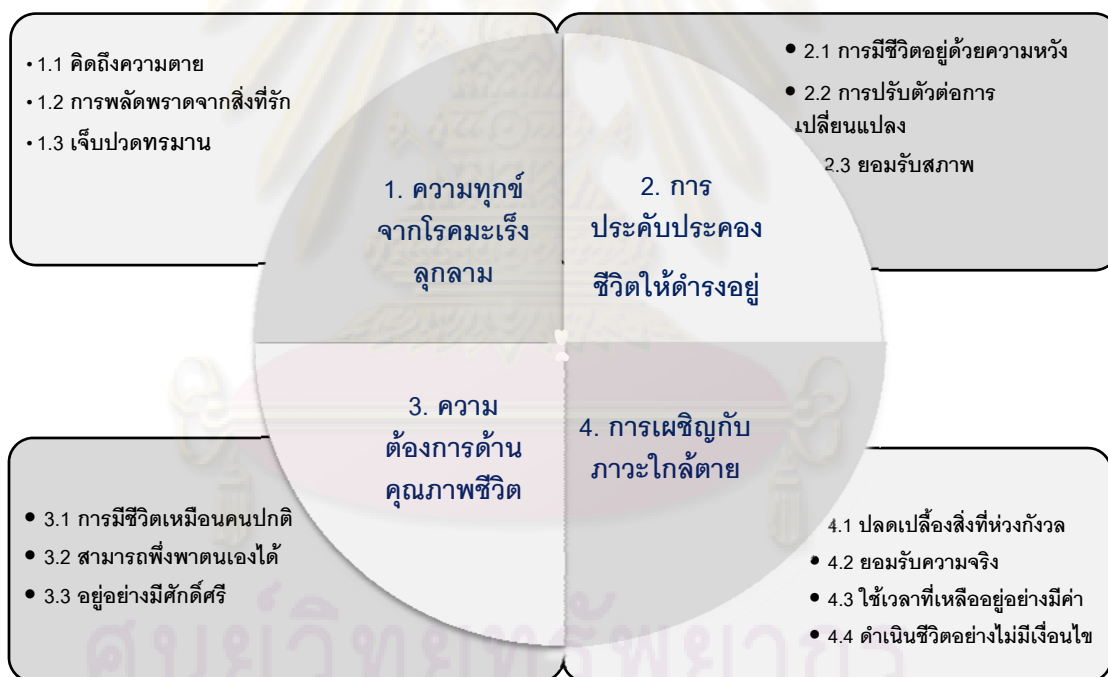 • 1.1 คิดถึงความตาย
• 1.2 การพลัดพราดจากสิ่งที่รัก
• 1.3 เจ็บปวดทรมาน
1. ความทุกข์
จากโรคมะเร็ง
ลุกลาม
• 2.1 การมีชีวิตอยู่ด้วยความหวัง
• 2.2 การปรับตัวต่อการ
เปลี่ยนแปลง
2.3 ยอมรับสภาพ
2. การ
ประคับประคอง
ชีวิตให้ดำรงอยู่
3. ความ
ต้องการด้าน
คุณภาพชีวิต
• 3.1 การมีชีวิตเหมือนคนปกติ
• 3.2 สามารถพึ่งพาตนเองได้
• 3.3 อยู่อย่างมีศักดิ์ศรี
4. การเผชิญกับ
ภาวะใกล้ตาย
4.1 ปลดเปลื้องสิ่งที่ห่วงกังวล
• 4.2 ยอมรับความจริง
• 4.3 ใช้เวลาที่เหลืออยู่อย่างมีค่า
• 4.4 ดำเนินชีวิตอย่างไม่มีเงื่อนไข
ศูนย์วิทยทรัพยากร